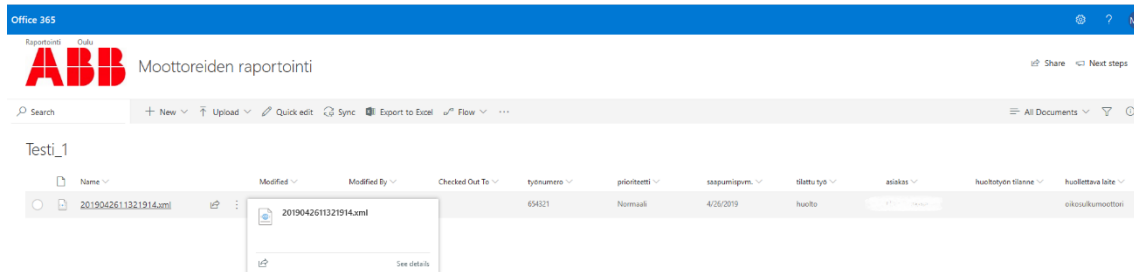 Office 365
Raportointi Oulu
ABB
Moottoreiden raportointi
Share Next steps
Search New Upload Quick edit Sync Export to Excel Flow ... All Documents
Testi_1
Name Modified Modified By Checked Out To työnumero prioriteetti saapumispvm. tilattu työ asiakas huoltotyön tilanne huollettava laite
2019042611321914.xml 654321 Normaali 4/26/2019 huolto oikosulkumoottori
2019042611321914.xml
See details